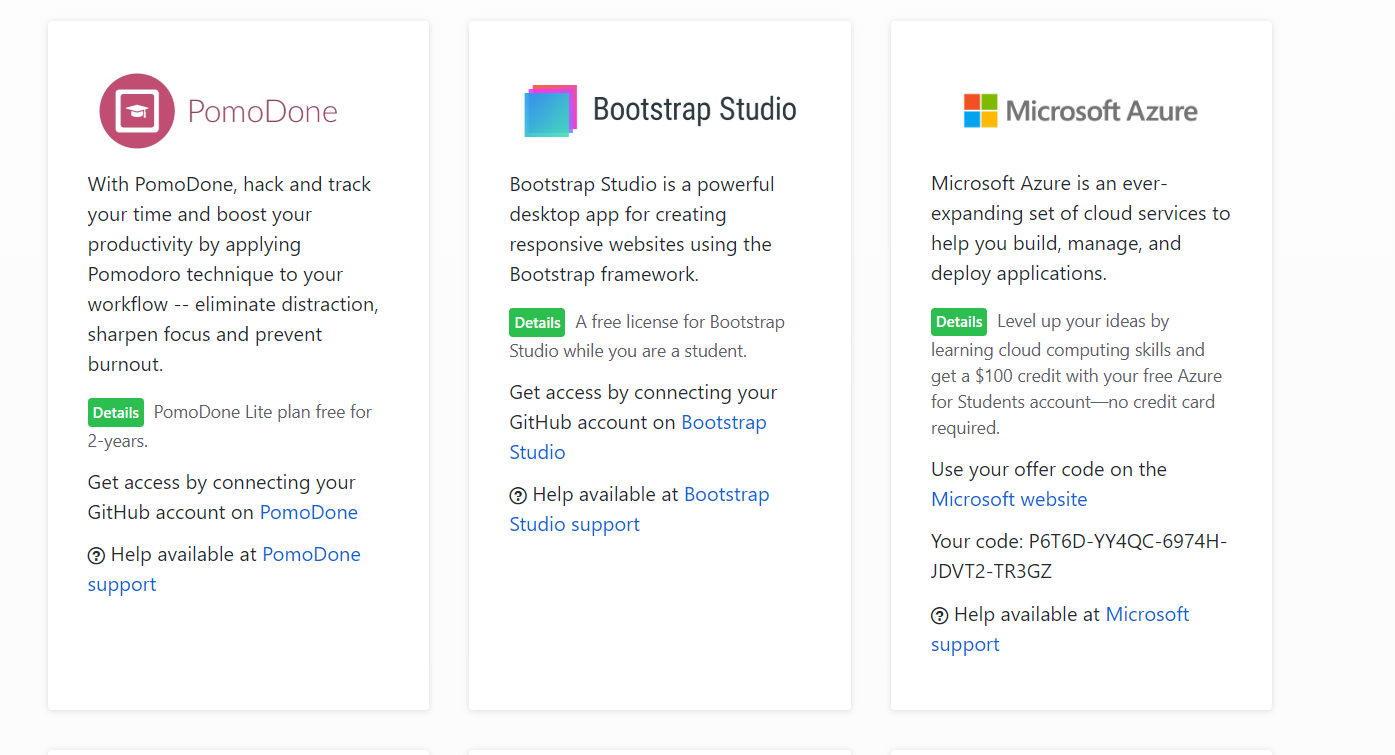 PomoDone
With PomoDone, hack and track
your time and boost your
productivity by applying
Pomodoro technique to your
workflow -- eliminate distraction,
sharpen focus and prevent
burnout.
Details PomoDone Lite plan free for
2-years.
Get access by connecting your
GitHub account on PomoDone
Help available at PomoDone
support
Bootstrap Studio
Bootstrap Studio is a powerful
desktop app for creating
responsive websites using the
Bootstrap framework.
Details A free license for Bootstrap
Studio while you are a student.
Get access by connecting your
GitHub account on Bootstrap
Studio
Help available at Bootstrap
Studio support
Microsoft Azure
Microsoft Azure is an ever-
expanding set of cloud services to
help you build, manage, and
deploy applications.
Details Level up your ideas by
learning cloud computing skills and
get a $100 credit with your free Azure
for Students account—no credit card
required.
Use your offer code on the
Microsoft website
Your code: P6T6D-YY4QC-6974H-
JDVT2-TR3GZ
Help available at Microsoft
support